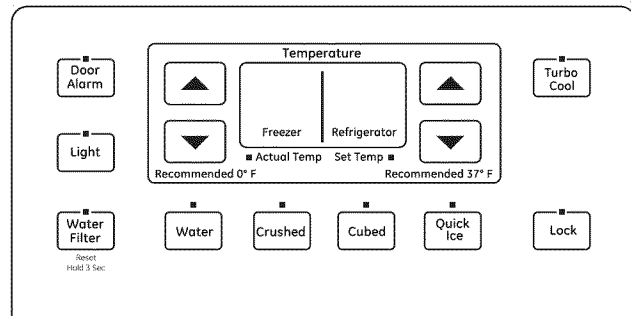 Temperature
Door
Alarm
Turbo
Cool
Freezer
Refrigerator
Actual Temp
Set Temp
Light
Recommended 0° F
Recommended 37° F
Water
Filter
Reset
Hold 3 Sec
Water
Crushed
Cubed
Quick
Ice
Lock